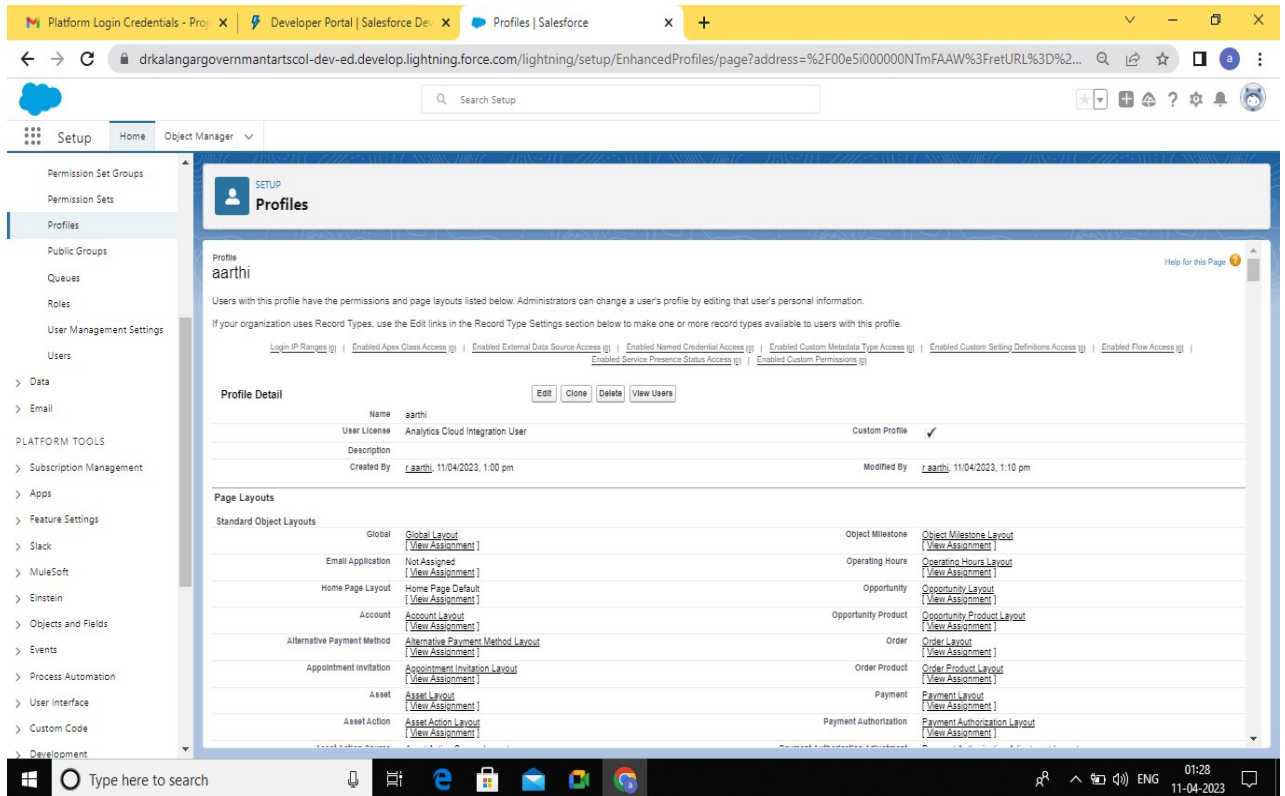 Platform Login Credentials - Proj
Developer Portal | Salesforce Dev
Profiles | Salesforce
drkalangargovernmantartscol-dev-ed.develop.lightning.force.com/lightning/setup/EnhancedProfiles/page?address=%2F00e5i000000NTmFAAW%3FretURL%3D%2...
a
Search Setup
Setup
Home
Object Manager
Permission Set Groups
Permission Sets
Profiles
Public Groups
Queues
Roles
User Management Settings
Users
Data
Email
PLATFORM TOOLS
Subscription Management
Apps
Feature Settings
Slack
MuleSoft
Einstein
Objects and Fields
Events
Process Automation
User Interface
Custom Code
Development
SETUP
Profiles
Profile
aarthi
Help for this Page
Users with this profile have the permissions and page layouts listed below. Administrators can change a user's profile by editing that user's personal information.
If your organization uses Record Types, use the Edit links in the Record Type Settings section below to make one or more record types available to users with this profile.
Login IP Ranges [0] | Enabled Apex Class Access [0] | Enabled External Data Source Access [0] | Enabled Named Credential Access [0] | Enabled Custom Metadata Type Access [0] | Enabled Custom Setting Definitions Access [0] | Enabled Flow Access [0] |
Enabled Service Presence Status Access [0] | Enabled Custom Permissions [0]
Profile Detail Edit Clone Delete View Users
Name aarthi
User License Analytics Cloud Integration User Custom Profile ✓
Description
Created By r aarthi, 11/04/2023, 1:00 pm Modified By r aarthi, 11/04/2023, 1:10 pm
Page Layouts
Standard Object Layouts
Global Global Layout Object Milestone Object Milestone Layout
[ View Assignment ] [ View Assignment ]
Email Application Not Assigned Operating Hours Operating Hours Layout
[ View Assignment ] [ View Assignment ]
Home Page Layout Home Page Default Opportunity Opportunity Layout
[ View Assignment ] [ View Assignment ]
Account Account Layout Opportunity Product Opportunity Product Layout
[ View Assignment ] [ View Assignment ]
Alternative Payment Method Alternative Payment Method Layout Order Order Layout
[ View Assignment ] [ View Assignment ]
Appointment Invitation Appointment Invitation Layout Order Product Order Product Layout
[ View Assignment ] [ View Assignment ]
Asset Asset Layout Payment Payment Layout
[ View Assignment ] [ View Assignment ]
Asset Action Asset Action Layout Payment Authorization Payment Authorization Layout
[ View Assignment ] [ View Assignment ]
Type here to search
ENG
01:28
11-04-2023